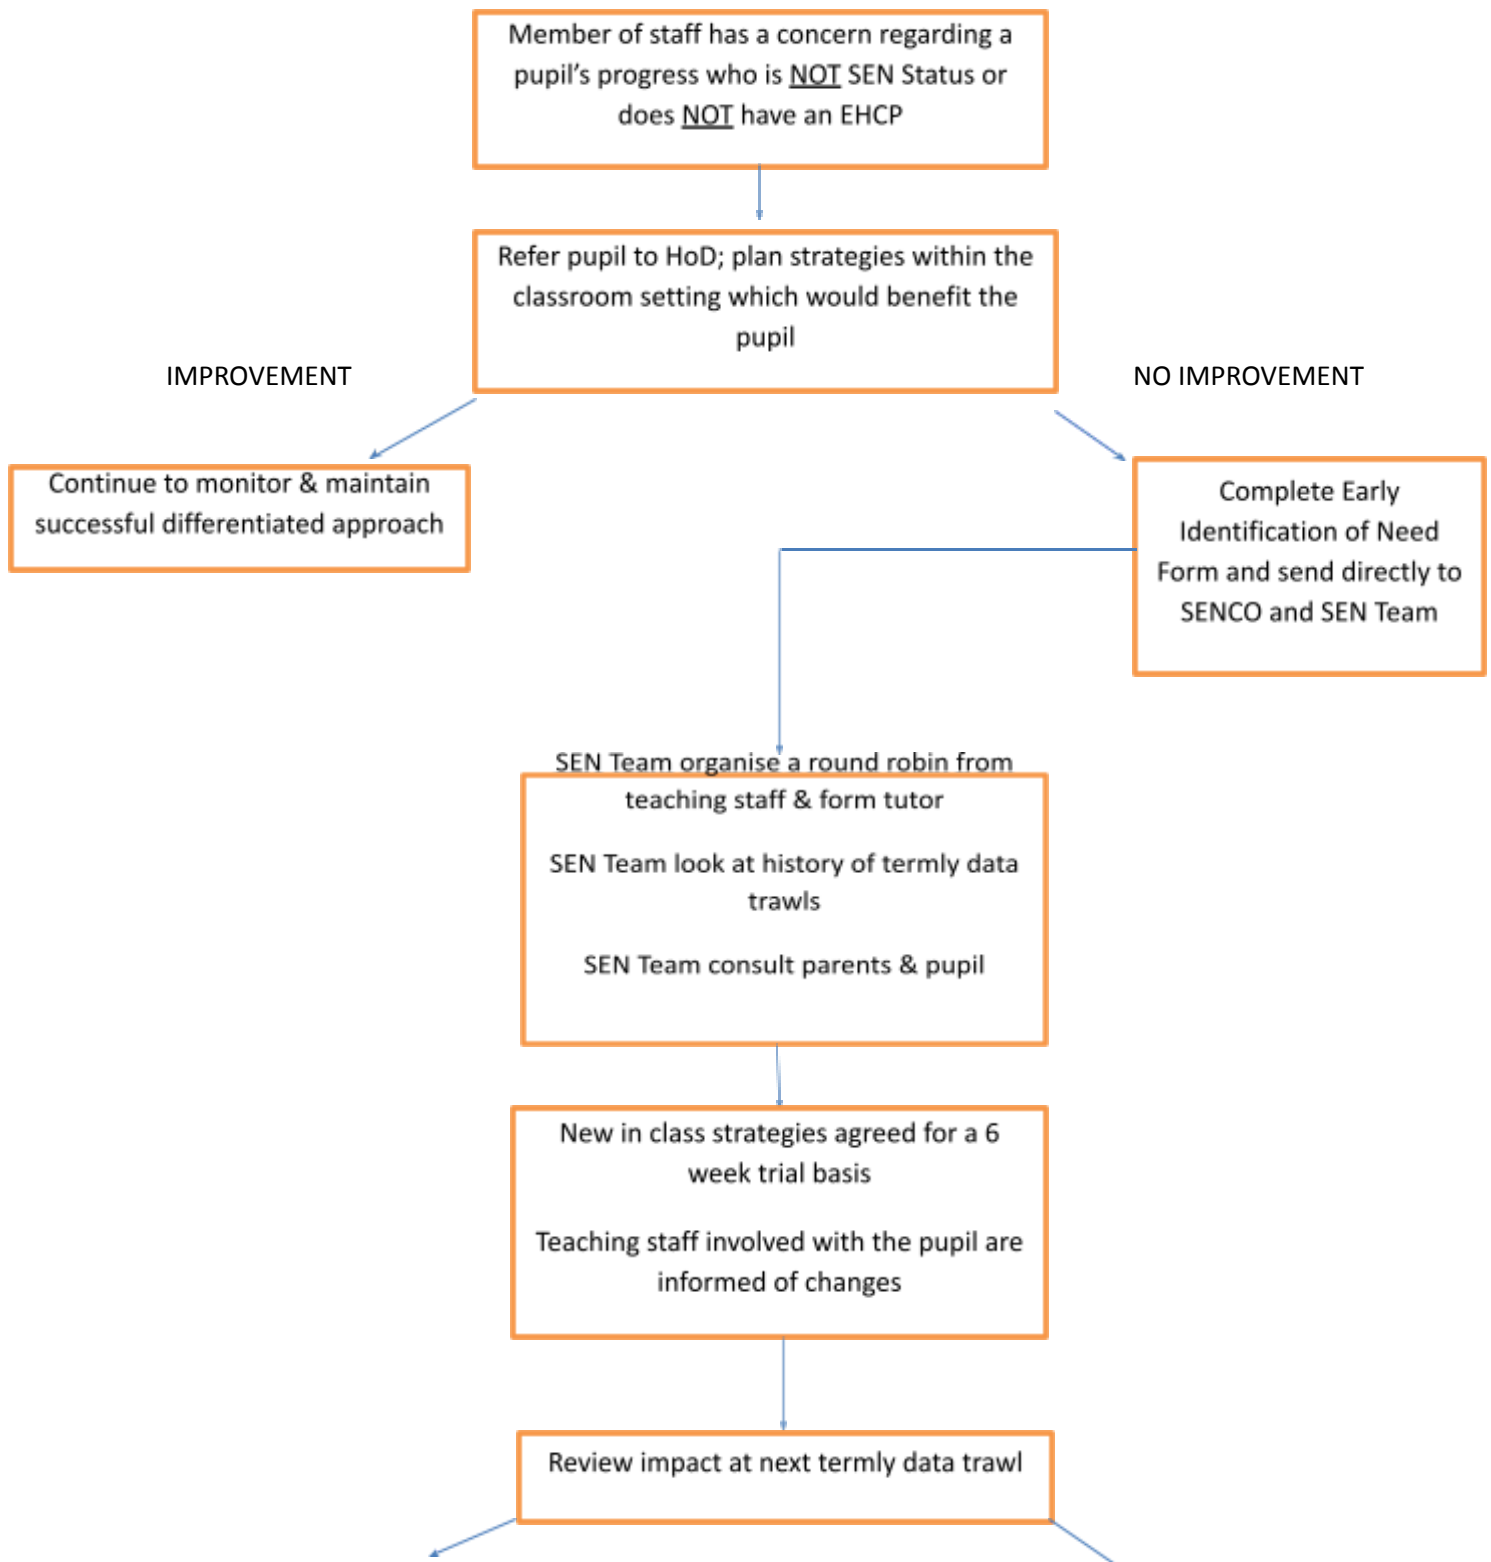 Member of staff has a concern regarding a
pupil’s progress who is NOT SEN Status or
does NOT have an EHCP
Refer pupil to HoD; plan strategies within the
classroom setting which would benefit the
pupil
IMPROVEMENT
NO IMPROVEMENT
Continue to monitor & maintain
successful differentiated approach
Complete Early
Identification of Need
Form and send directly to
SENCO and SEN Team
SEN Team organise a round robin from
teaching staff & form tutor
SEN Team look at history of termly data
trawls
SEN Team consult parents & pupil
New in class strategies agreed for a 6
week trial basis
Teaching staff involved with the pupil are
informed of changes
Review impact at next termly data trawl